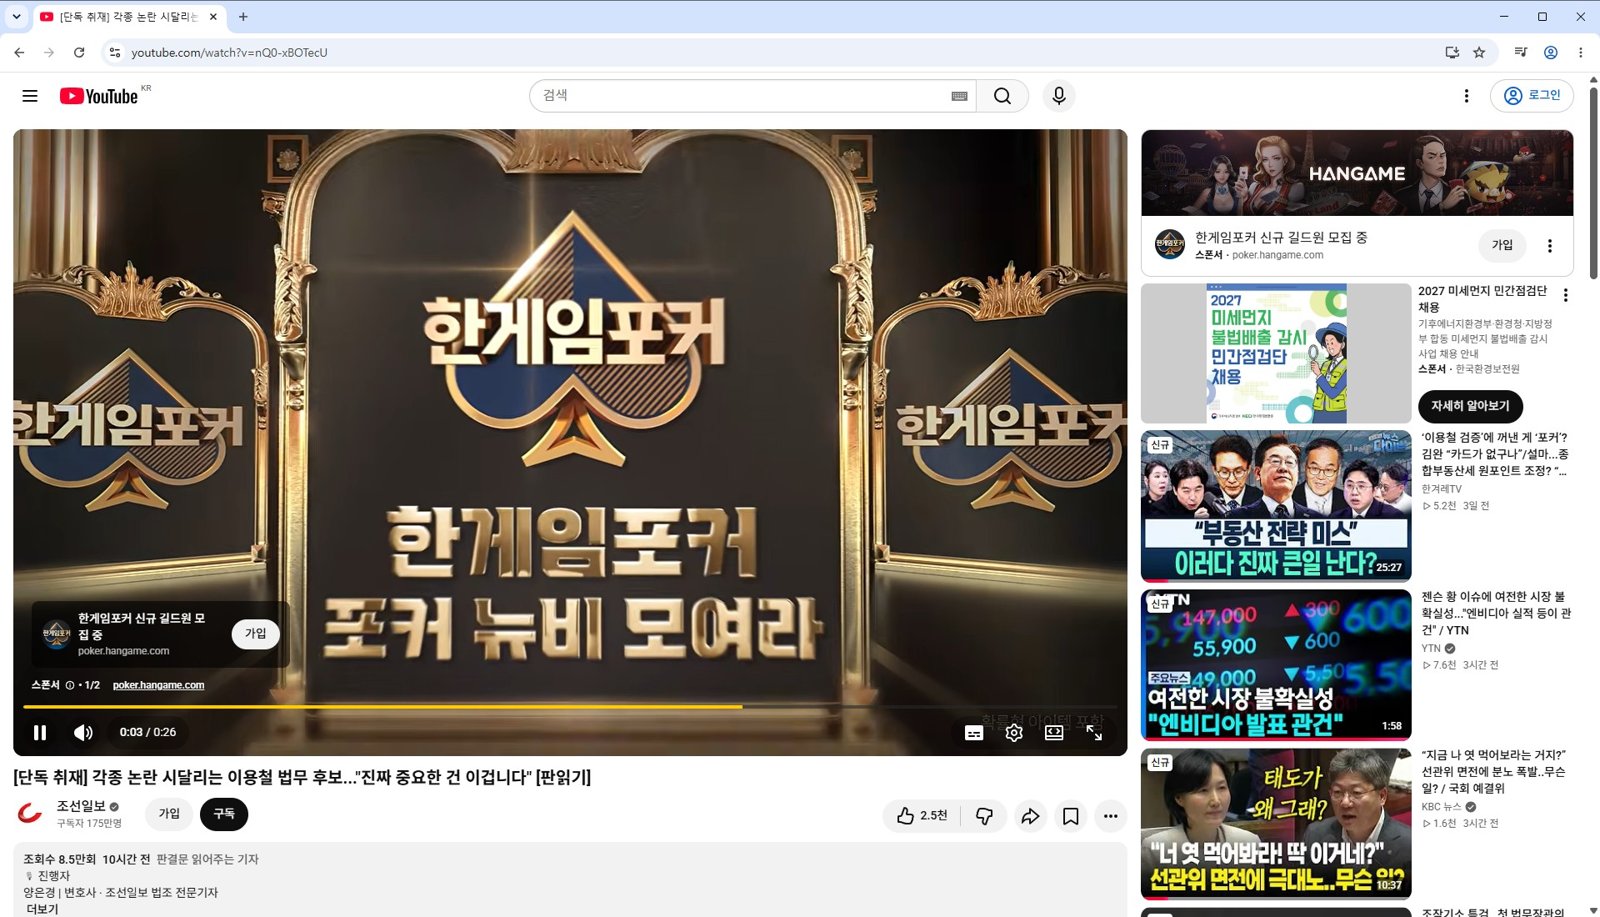 [단독 취재] 각종 논란 시달리는
youtube.com/watch?v=nQ0-xBOTecU
YouTube KR
검색
로그인
한게임포커
한게임포커
한게임포커
한게임포커
포커 뉴비 모여라
한게임포커
한게임포커 신규 길드원 모
집 중
poker.hangame.com
가입
스폰서 · 1/2 poker.hangame.com
확률형 아이템 포함
0:03 / 0:26
[단독 취재] 각종 논란 시달리는 이용철 법무 후보..."진짜 중요한 건 이겁니다" [판읽기]
조선일보
구독자 175만명
가입
구독
2.5천
조회수 8.5만회 10시간 전 판결문 읽어주는 기자
🎙 진행자
양은경 | 변호사 · 조선일보 법조 전문기자
더보기
HANGAME
한게임포커
한게임포커 신규 길드원 모집 중
스폰서 · poker.hangame.com
가입
2027
미세먼지
불법배출 감시
민간점검단
채용
2027 미세먼지 민간점검단
채용
기후에너지환경부·환경청·지방정
부 합동 미세먼지 불법배출 감시
사업 채용 안내
스폰서 · 한국환경보전원
자세히 알아보기
신규
“부동산 전략 미스”
이러다 진짜 큰일 난다?
25:27
‘이용철 검증’에 꺼낸 게 ‘포커’?
김완 “카드가 없구나”/설마...종
합부동산세 원포인트 조정? “...
한겨레TV
5.2천 3일 전
신규
YTN
147,000 ▲ 300 600
55,900 ▼ 600
349,000 ▼ 5,50
주요뉴스
여전한 시장 불확실성
"엔비디아 발표 관건"
1:58
젠슨 황 이슈에 여전한 시장 불
확실성..."엔비디아 실적 등이 관
건" / YTN
YTN
7.6천 3시간 전
신규
태도가
왜 그래?
“너 엿 먹어봐라! 딱 이거네?”
선관위 면전에 극대노..무슨 일?
10:37
“지금 나 엿 먹어보라는 거지?”
선관위 면전에 분노 폭발..무슨
일? / 국회 예결위
KBC 뉴스
1.6천 3시간 전